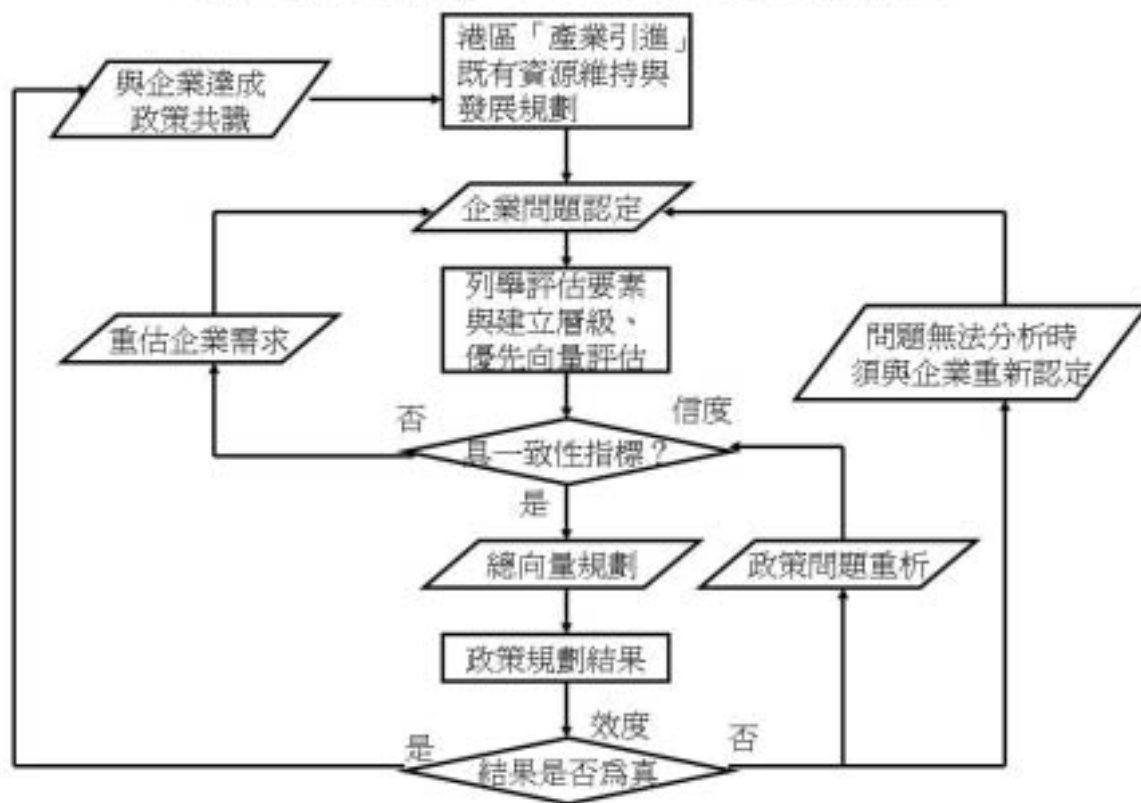 港區「產業引進」
既有資源維持與
發展規劃
與企業達成
政策共識
企業問題認定
列舉評估要素
與建立層級、
優先向量評估
重估企業需求
問題無法分析時
須與企業重新認定
否
信度
具一致性指標？
是
總向量規劃
政策問題重析
政策規劃結果
效度
是
否
結果是否為真